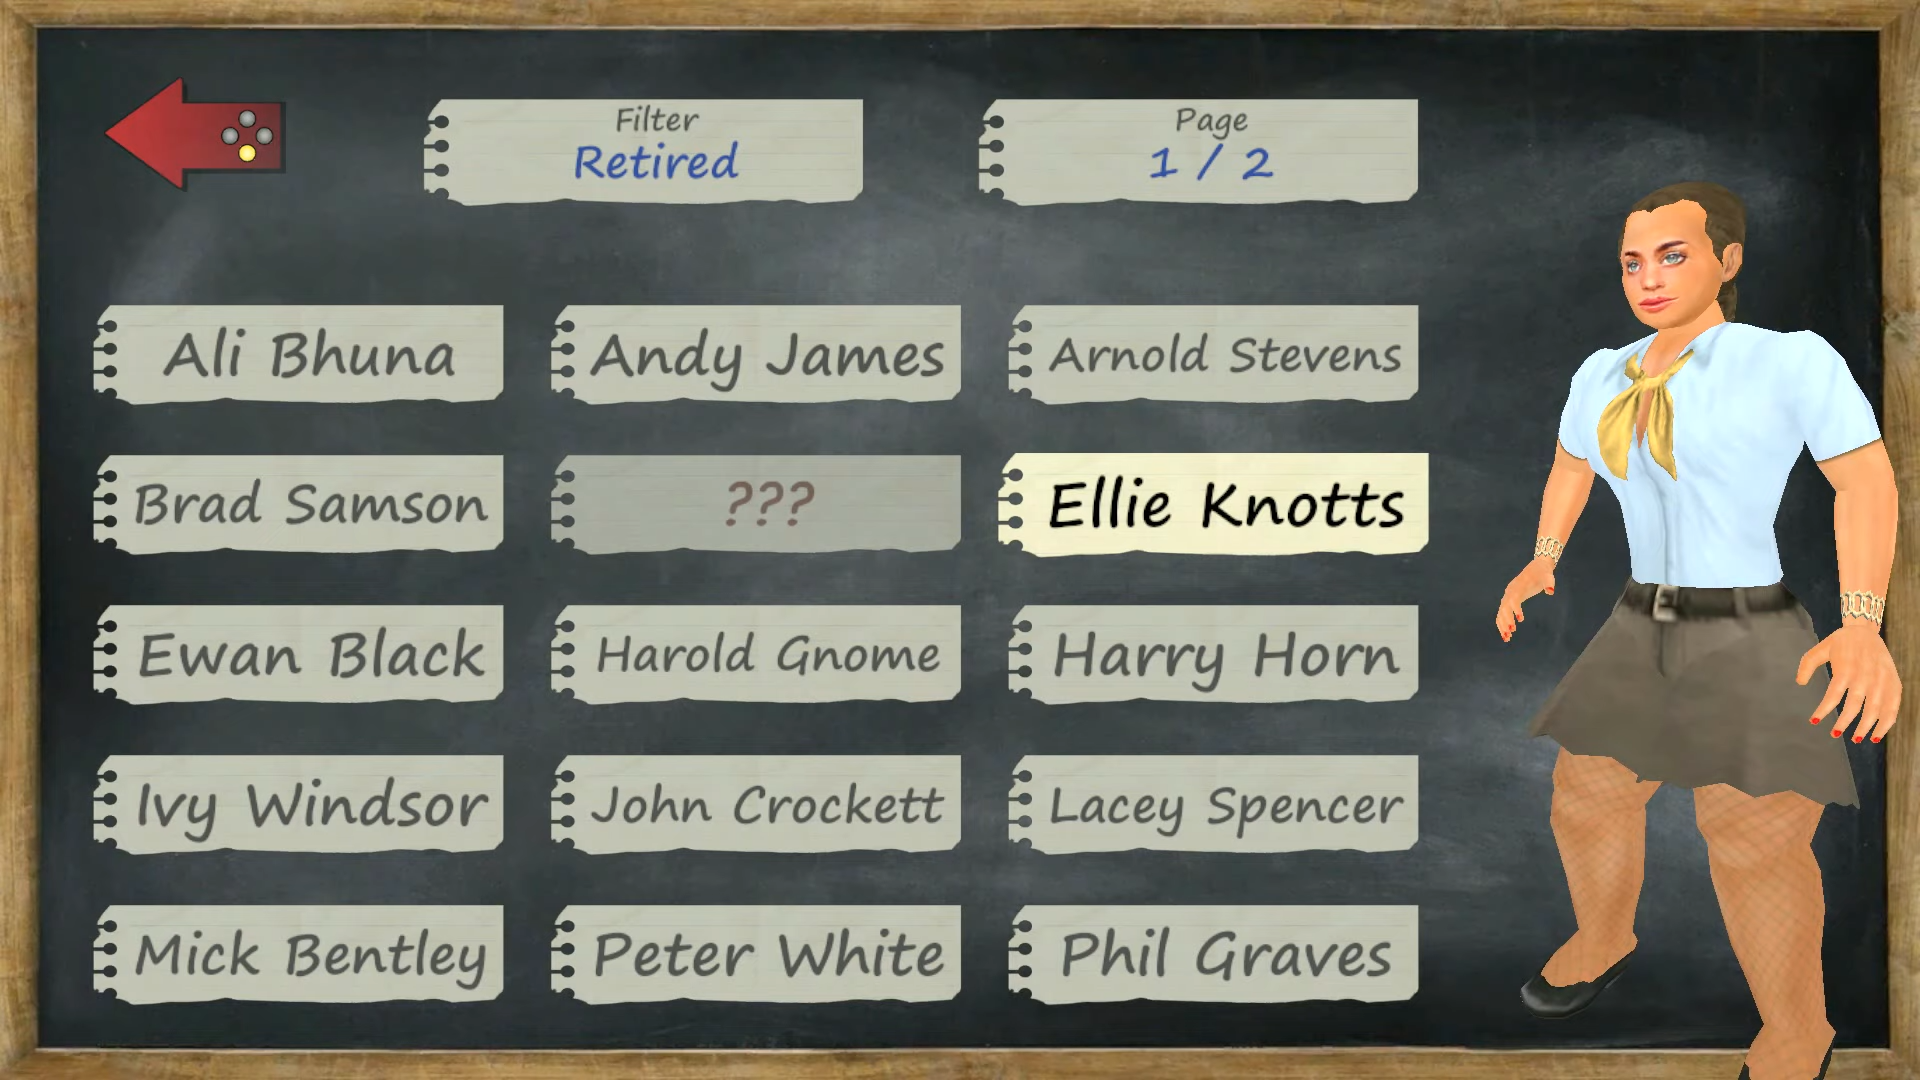 Filter
Retired
Page
1 / 2
Ali Bhuna
Andy James
Arnold Stevens
Brad Samson
???
Ellie Knotts
Ewan Black
Harold Gnome
Harry Horn
Ivy Windsor
John Crockett
Lacey Spencer
Mick Bentley
Peter White
Phil Graves